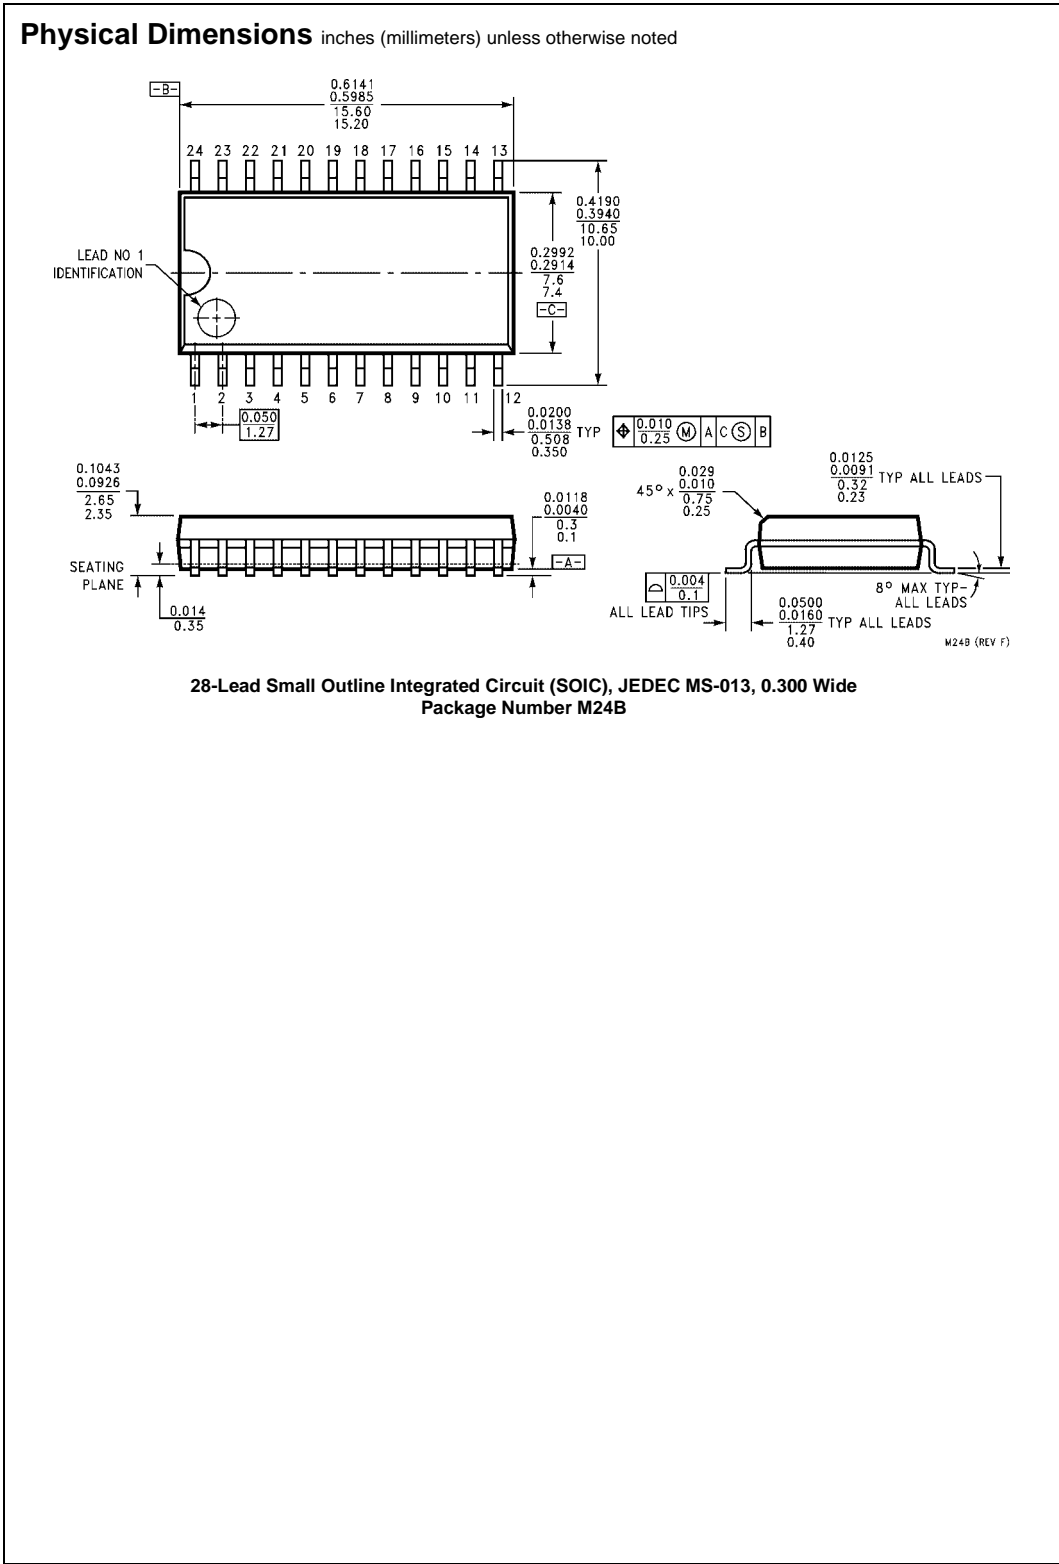 Physical Dimensions inches (millimeters) unless otherwise noted
-B-
0.6141
0.5985
15.60
15.20
24 23 22 21 20 19 18 17 16 15 14 13
0.4190
0.3940
10.65
10.00
LEAD NO 1
IDENTIFICATION
0.2992
0.2914
7.6
7.4
-C-
1 2 3 4 5 6 7 8 9 10 11 12
0.050
1.27
0.0200
0.0138
0.508
0.350
TYP
⌖ 0.010
0.25
Ⓜ A C Ⓢ B
0.1043
0.0926
2.65
2.35
0.0118
0.0040
0.3
0.1
-A-
SEATING
PLANE
0.014
0.35
45° x
0.029
0.010
0.75
0.25
0.0125
0.0091
0.32
0.23
TYP ALL LEADS
0.004
0.1
ALL LEAD TIPS
8° MAX TYP-
ALL LEADS
0.0500
0.0160
1.27
0.40
TYP ALL LEADS
M24B (REV F)
28-Lead Small Outline Integrated Circuit (SOIC), JEDEC MS-013, 0.300 Wide
Package Number M24B